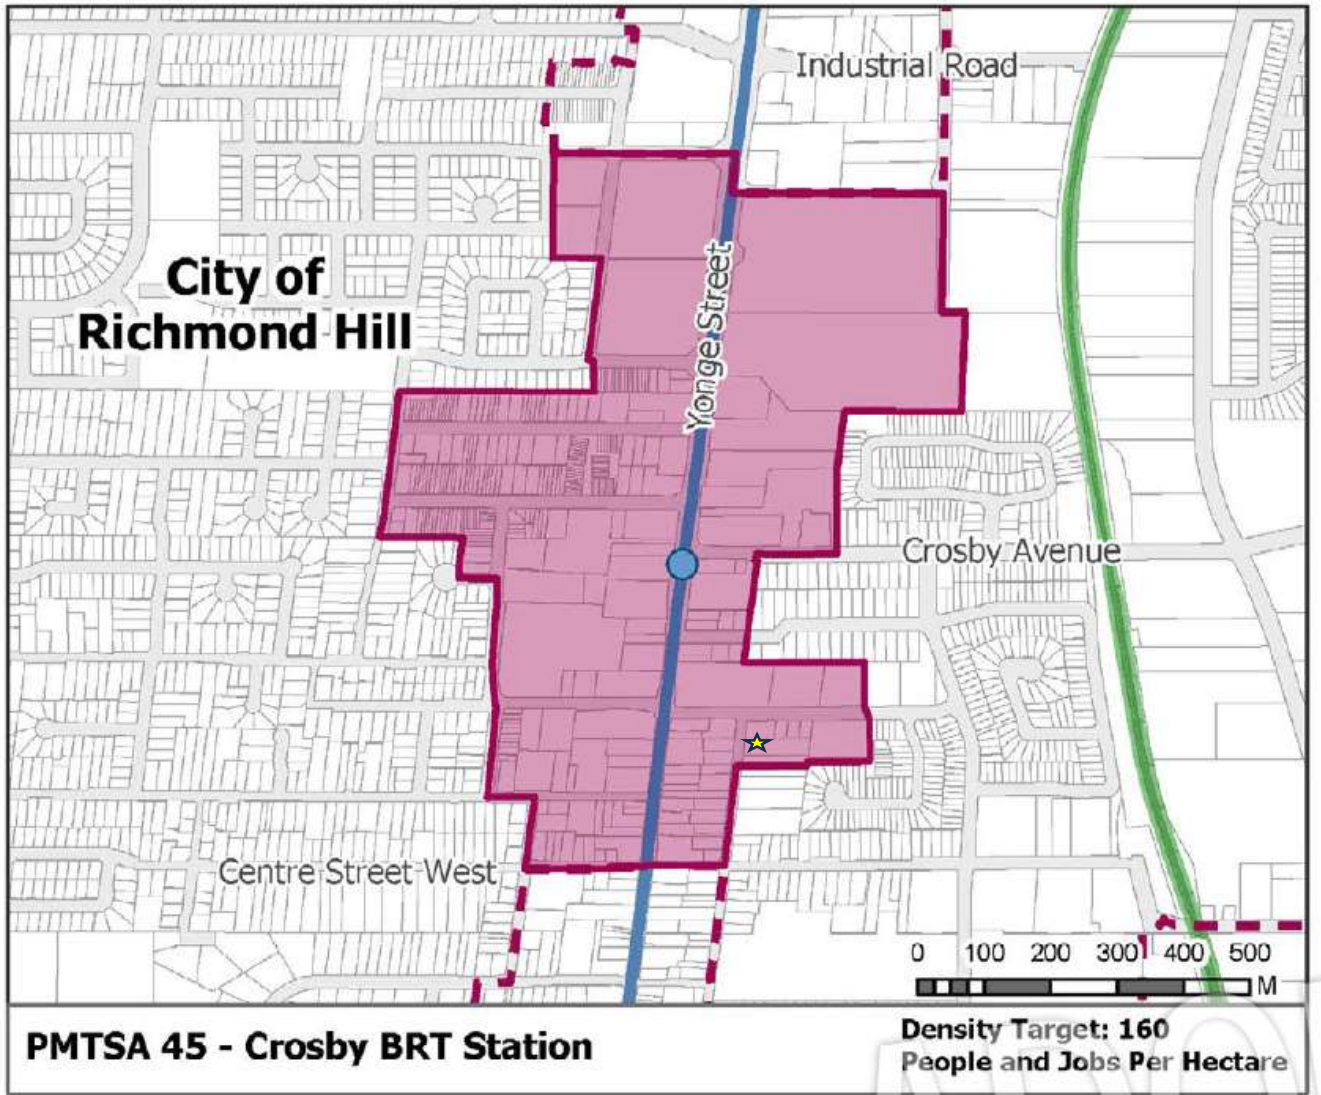 Industrial Road
City of
Richmond Hill
Yonge Street
Crosby Avenue
Centre Street West
0 100 200 300 400 500
M
PMTSA 45 - Crosby BRT Station
Density Target: 160
People and Jobs Per Hectare